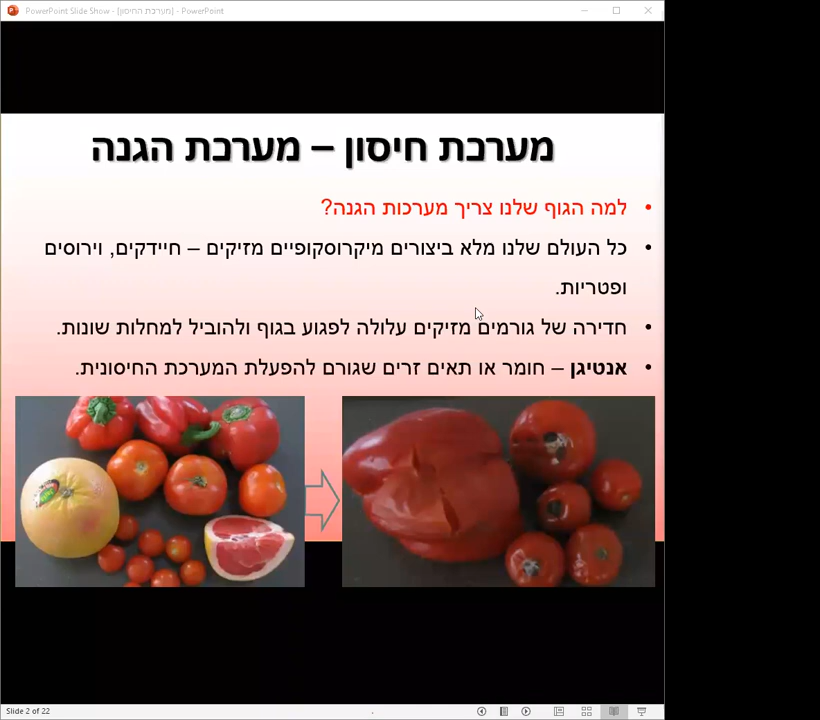 PowerPoint Slide Show - [מערכת החיסון] - PowerPoint
מערכת חיסון – מערכת הגנה
• למה הגוף שלנו צריך מערכות הגנה?
• כל העולם שלנו מלא ביצורים מיקרוסקופיים מזיקים – חיידקים, וירוסים
ופטריות.
• חדירה של גורמים מזיקים עלולה לפגוע בגוף ולהוביל למחלות שונות.
• אנטיגן – חומר או תאים זרים שגורם להפעלת המערכת החיסונית.
Slide 2 of 22